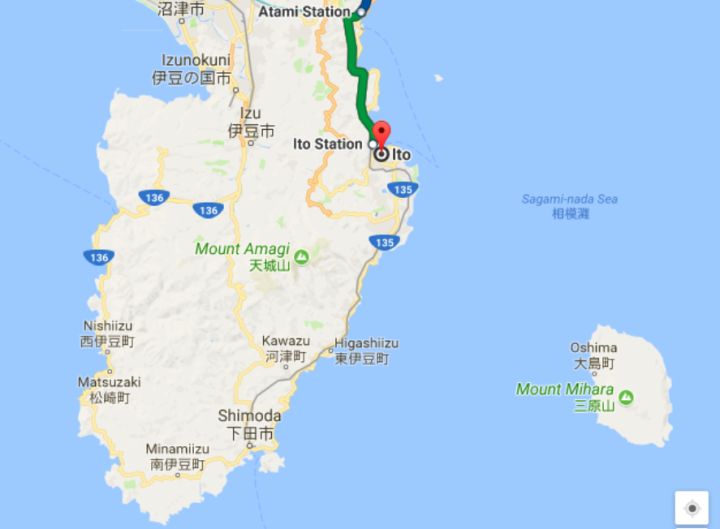 沼津市
Atami Station
Izunokuni
伊豆の国市
Izu
伊豆市
Ito Station
Ito
135
136
136
Sagami-nada Sea
相模灘
135
Mount Amagi
天城山
136
Nishiizu
西伊豆町
Kawazu
河津町
Higashiizu
東伊豆町
Oshima
大島町
Matsuzaki
松崎町
Mount Mihara
三原山
Shimoda
下田市
Minamiizu
南伊豆町